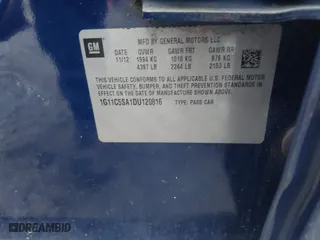 GM
MFD BY GENERAL MOTORS LLC
DATE GVWR GAWR FRT GAWR RR
11/12 1994 KG 1018 KG 976 KG
4397 LB 2244 LB 2153 LB
THIS VEHICLE CONFORMS TO ALL APPLICABLE U.S. FEDERAL MOTOR
VEHICLE SAFETY, BUMPER, AND THEFT PREVENTION STANDARDS
IN EFFECT ON THE DATE OF MANUFACTURE SHOWN ABOVE.
1G11C5SA1DU120816 TYPE: PASS CAR
© DREAMBID